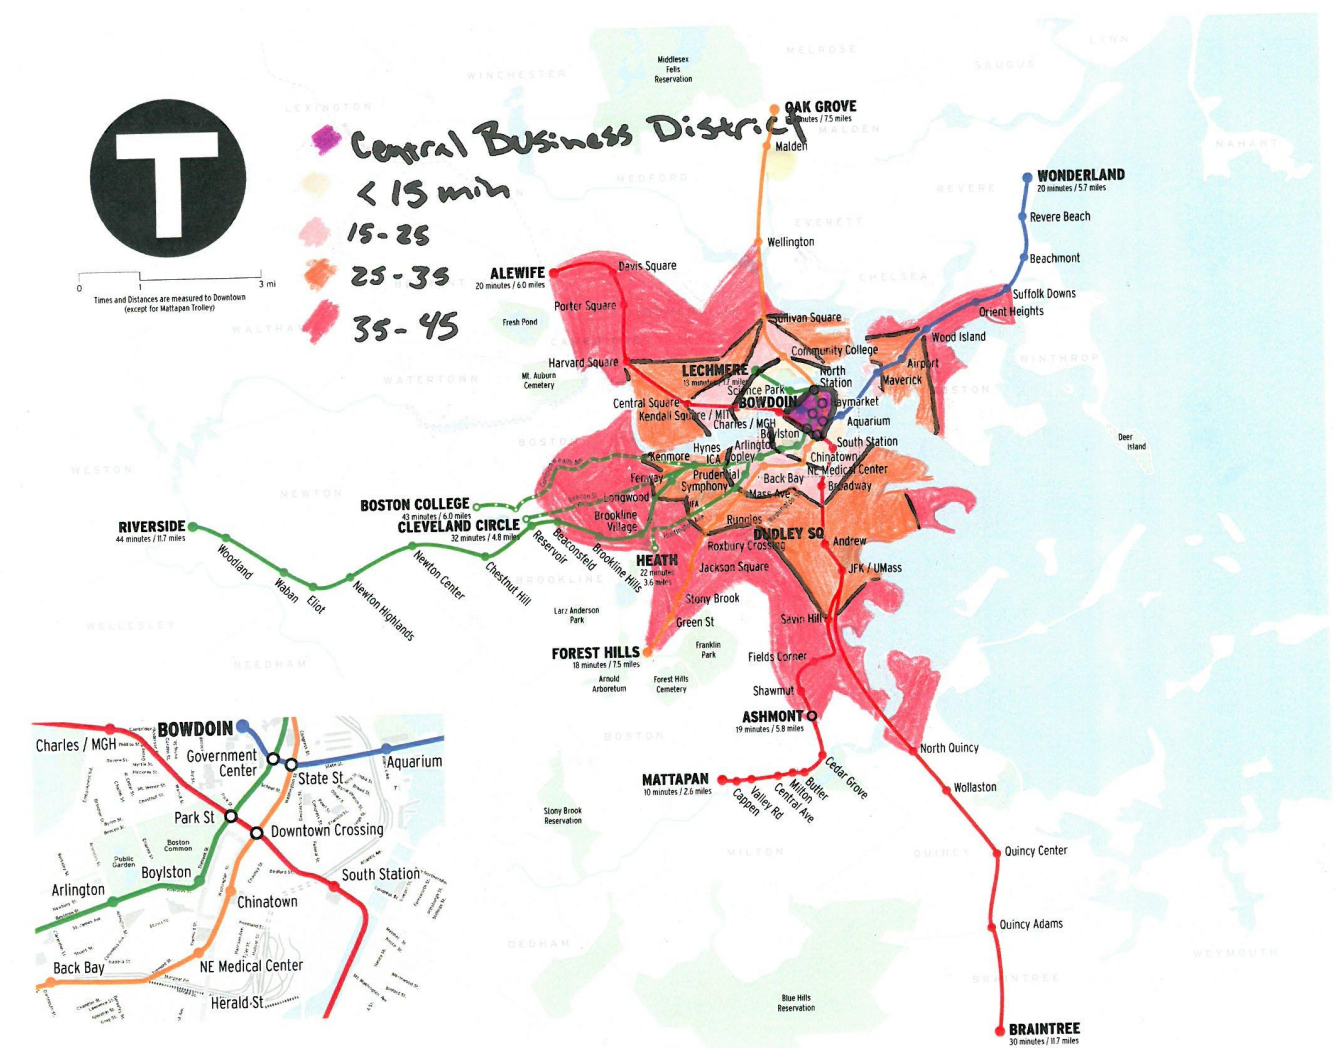 T
Central Business District
< 15 min
15-25
25-35
35-45
0 1 3 mi
Times and Distances are measured to Downtown
(except for Mattapan Trolley)
LEXINGTON
WINCHESTER
MELROSE
SAUGUS
LYNN
NAHANT
MALDEN
MEDFORD
REVERE
EVERETT
CHELSEA
WINTHROP
WALTHAM
WATERTOWN
WESTON
NEWTON
BROOKLINE
WELLESLEY
NEEDHAM
BOSTON
DEDHAM
MILTON
QUINCY
BRAINTREE
WEYMOUTH
Middlesex
Fells
Reservation
OAK GROVE
minutes / 7.5 miles
Malden
Wellington
WONDERLAND
20 minutes / 5.7 miles
Revere Beach
Beachmont
Suffolk Downs
Orient Heights
Wood Island
Airport
Maverick
Aquarium
ALEWIFE
20 minutes / 6.0 miles
Davis Square
Porter Square
Fresh Pond
Harvard Square
Mt. Auburn
Cemetery
Central Square
Kendall Square / MIT
Charles / MGH
Sullivan Square
Community College
LECHMERE
13 minutes / 1.7 miles
Science Park
North
Station
BOWDOIN
Haymarket
Boylston
Arlington
Copley
Hynes
ICA
Kenmore
South Station
Chinatown
NE Medical Center
Back Bay
Broadway
Prudential
Symphony
Mass Ave
Fenway
Longwood
MFA
Brookline
Village
Ruggles
DUDLEY SQ
Andrew
Roxbury Crossing
Jackson Square
JFK / UMass
Stony Brook
Green St
Savin Hill
Fields Corner
Shawmut
ASHMONT
19 minutes / 5.8 miles
Cedar Grove
Butler
Milton
Central Ave
Valley Rd
Cappen
MATTAPAN
10 minutes / 2.6 miles
North Quincy
Wollaston
Quincy Center
Quincy Adams
BRAINTREE
30 minutes / 11.7 miles
BOSTON COLLEGE
43 minutes / 6.0 miles
CLEVELAND CIRCLE
32 minutes / 4.8 miles
RIVERSIDE
44 minutes / 11.7 miles
Woodland
Waban
Eliot
Newton Highlands
Newton Center
Chestnut Hill
Reservoir
Beaconsfield
Brookline Hills
HEATH
22 minutes
3.6 miles
FOREST HILLS
18 minutes / 7.5 miles
Larz Anderson
Park
Franklin
Park
Arnold
Arboretum
Forest Hills
Cemetery
Deer
Island
Stony Brook
Reservation
Blue Hills
Reservation
BOWDOIN
Charles / MGH
Government
Center
State St
Aquarium
Park St
Downtown Crossing
Boston
Common
Public
Garden
Boylston
Arlington
South Station
Chinatown
Back Bay
NE Medical Center
Herald St